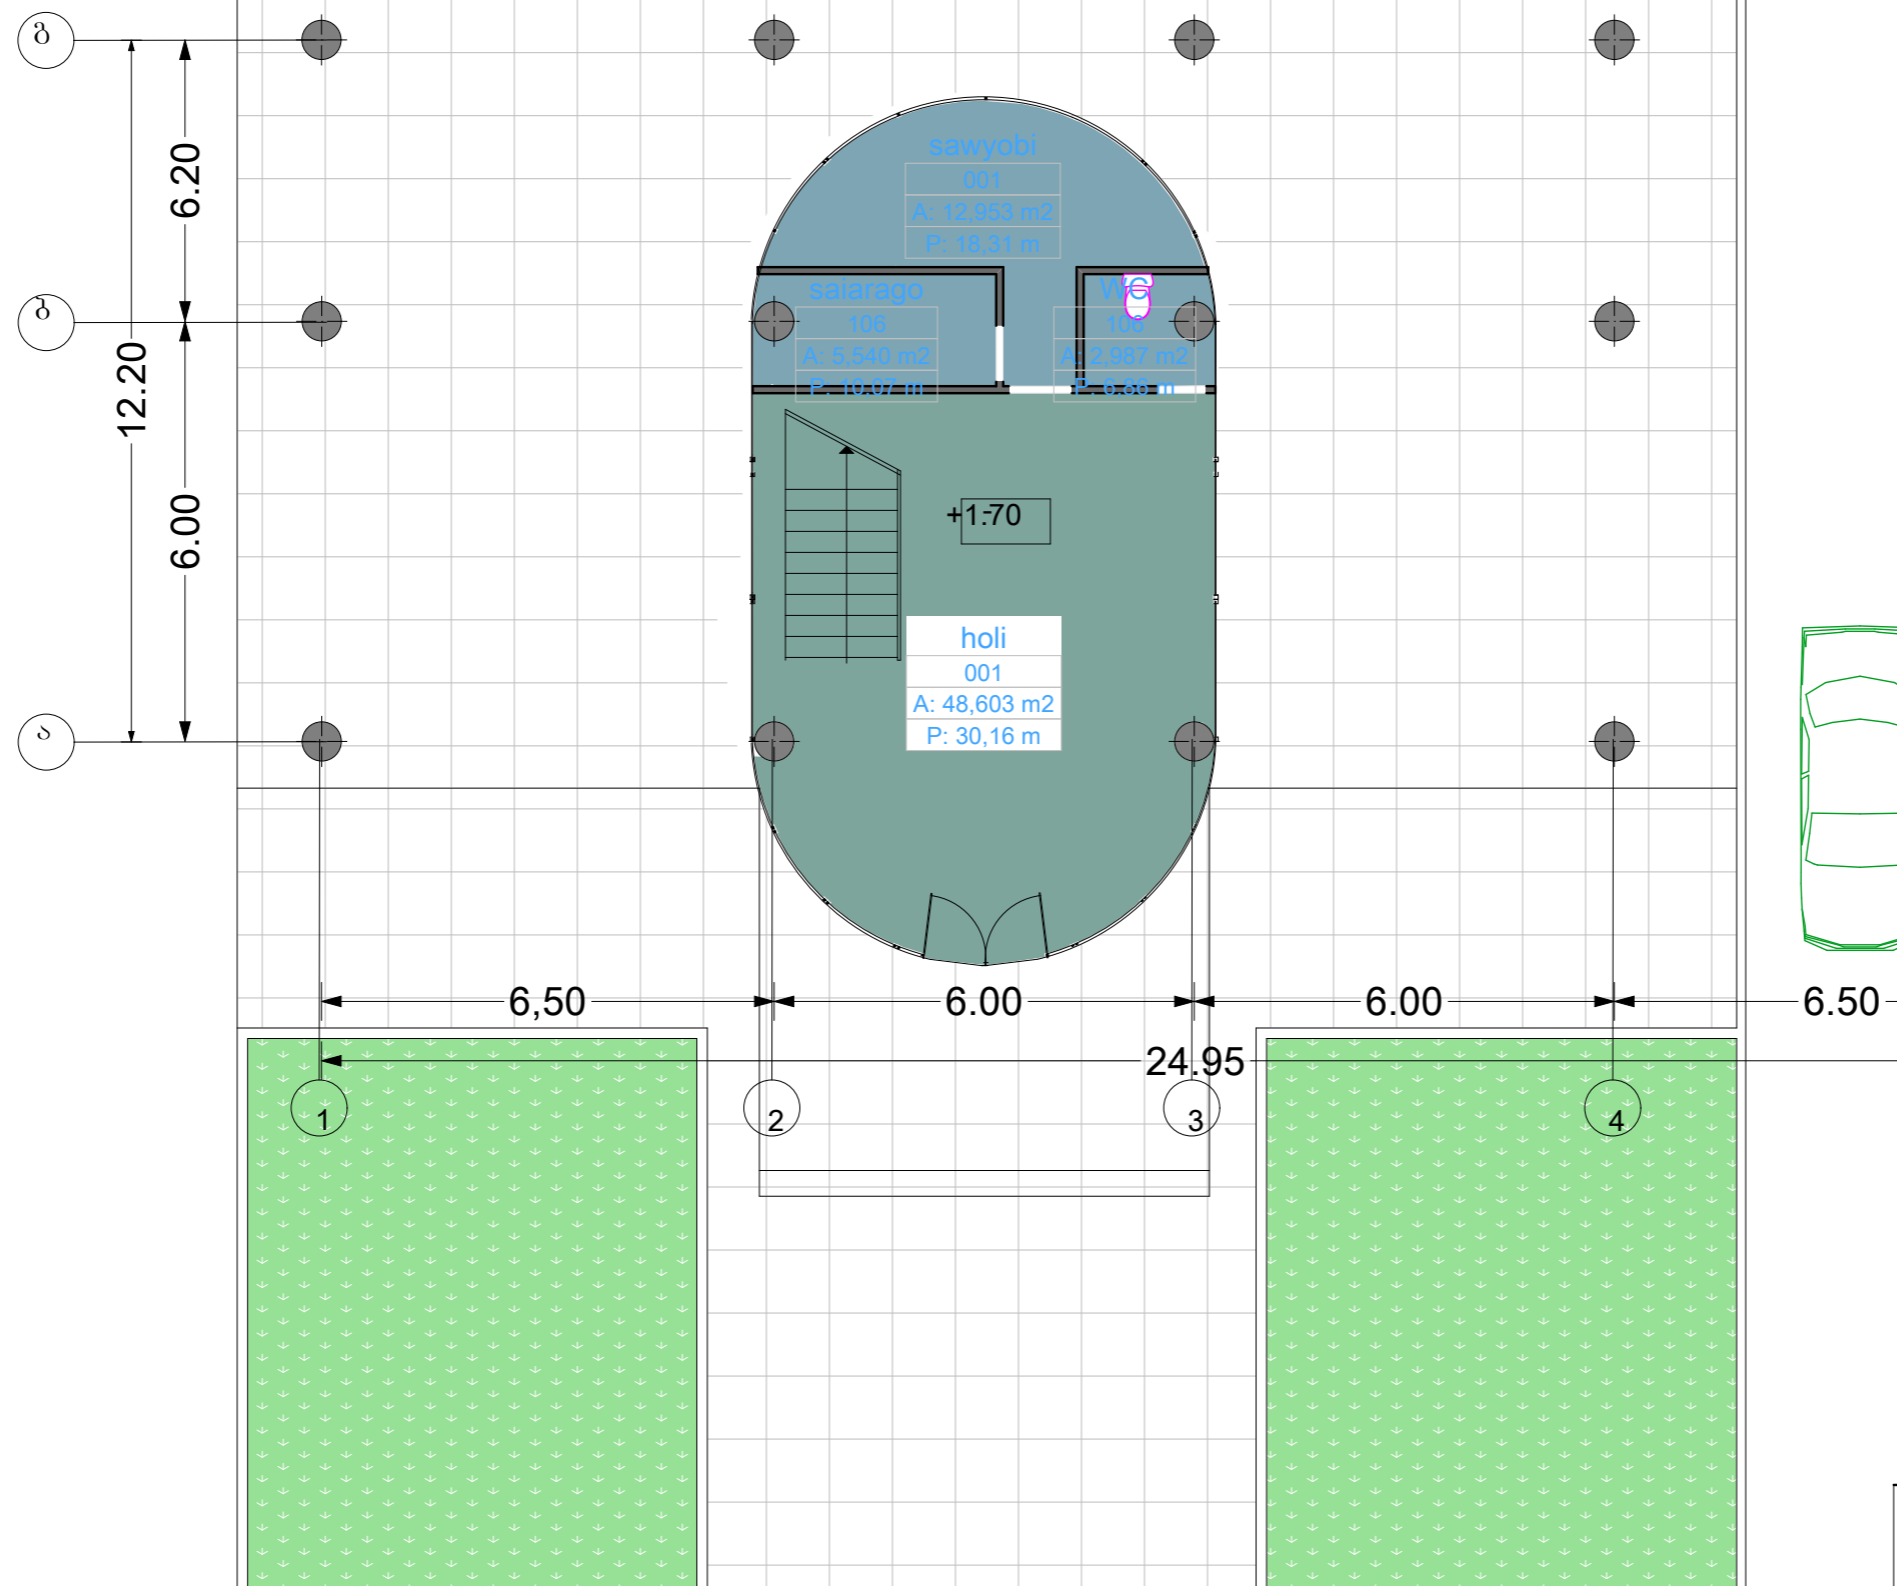 გ
6.20
ბ
12.20
6.00
ა
sawyobi
001
A: 12,953 m2
P: 18,31 m
saiarago
106
A: 5,540 m2
P: 10.07 m
WC
106
A: 2,987 m2
P: 6.86 m
+1.70
holi
001
A: 48,603 m2
P: 30,16 m
6,50
6.00
6.00
6.50
24.95
1
2
3
4